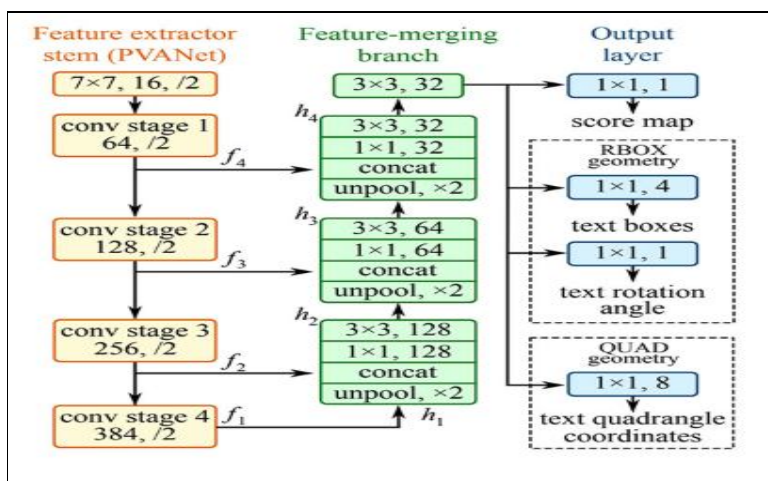 Feature extractor
stem (PVANet)
7×7, 16, /2
conv stage 1
64, /2
f4
conv stage 2
128, /2
f3
conv stage 3
256, /2
f2
conv stage 4
384, /2
f1
Feature-merging
branch
3×3, 32
h4
3×3, 32
1×1, 32
concat
unpool, ×2
h3
3×3, 64
1×1, 64
concat
unpool, ×2
h2
3×3, 128
1×1, 128
concat
unpool, ×2
h1
Output
layer
1×1, 1
score map
RBOX
geometry
1×1, 4
text boxes
1×1, 1
text rotation
angle
QUAD
geometry
1×1, 8
text quadrangle
coordinates